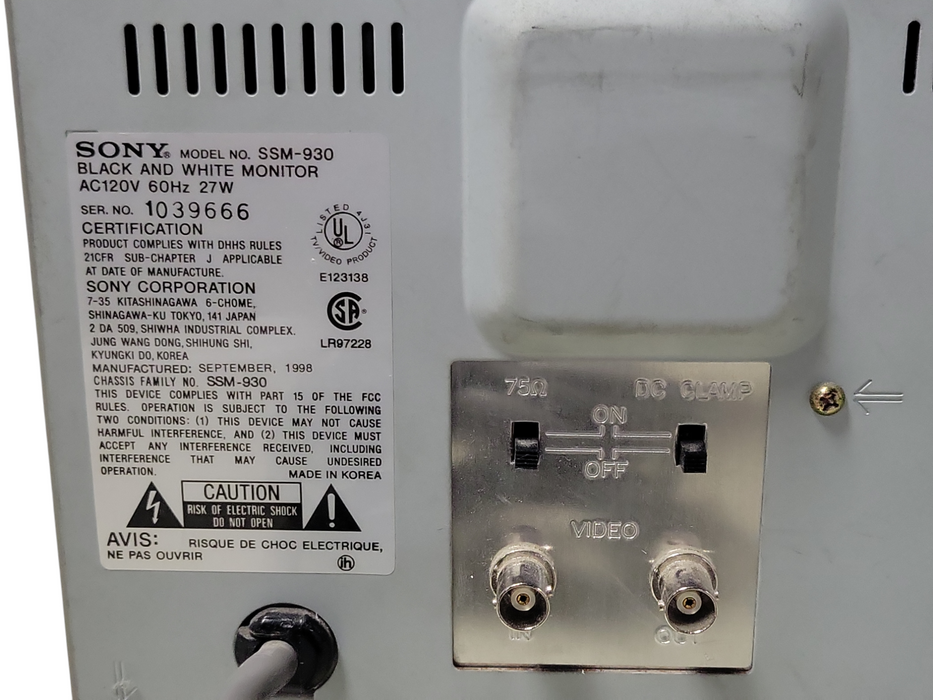 SONY® MODEL NO. SSM-930
BLACK AND WHITE MONITOR
AC120V 60Hz 27W
SER. NO. 1039666
CERTIFICATION
PRODUCT COMPLIES WITH DHHS RULES
21CFR SUB-CHAPTER J APPLICABLE
AT DATE OF MANUFACTURE.
SONY CORPORATION
7-35 KITASHINAGAWA 6-CHOME,
SHINAGAWA-KU TOKYO, 141 JAPAN
2 DA 509, SHIWHA INDUSTRIAL COMPLEX.
JUNG WANG DONG, SHIHUNG SHI,
KYUNGKI DO, KOREA
MANUFACTURED: SEPTEMBER, 1998
CHASSIS FAMILY NO. SSM-930
THIS DEVICE COMPLIES WITH PART 15 OF THE FCC
RULES. OPERATION IS SUBJECT TO THE FOLLOWING
TWO CONDITIONS: (1) THIS DEVICE MAY NOT CAUSE
HARMFUL INTERFERENCE, AND (2) THIS DEVICE MUST
ACCEPT ANY INTERFERENCE RECEIVED, INCLUDING
INTERFERENCE THAT MAY CAUSE UNDESIRED
OPERATION. MADE IN KOREA
LISTED 4J31
UL®
TV/VIDEO PRODUCT
E123138
SA®
LR97228
CAUTION
RISK OF ELECTRIC SHOCK
DO NOT OPEN
!
AVIS: RISQUE DE CHOC ELECTRIQUE,
NE PAS OUVRIR
75Ω DC CLAMP
ON
OFF
VIDEO
IN OUT